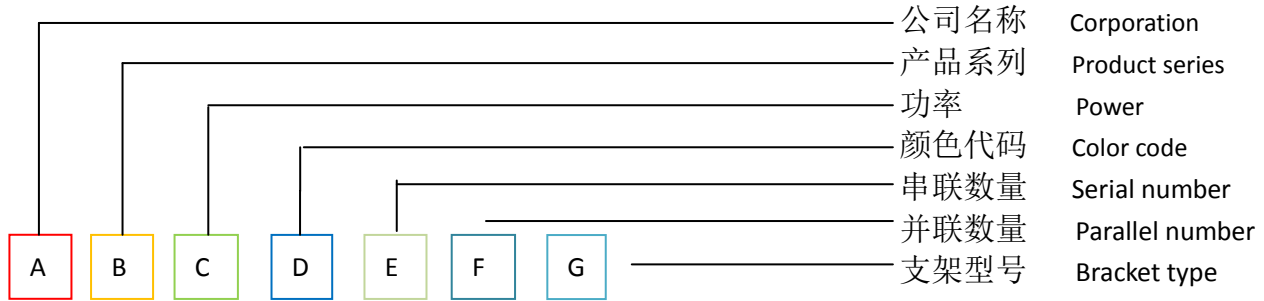 公司名称 Corporation
产品系列 Product series
功率 Power
颜色代码 Color code
串联数量 Serial number
并联数量 Parallel number
支架型号 Bracket type
A B C D E F G